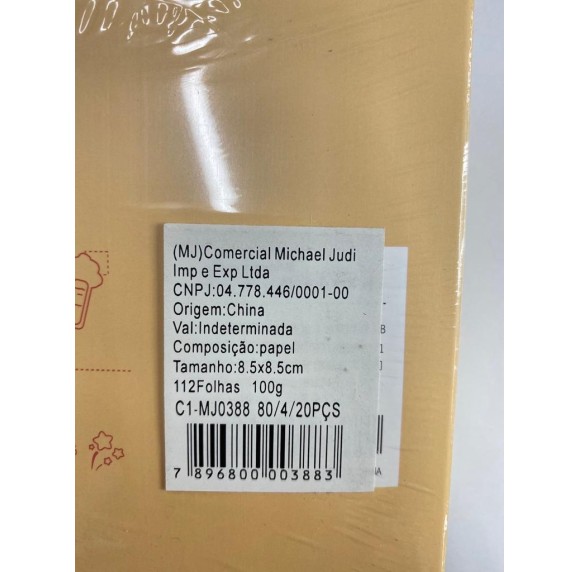 (MJ)Comercial Michael Judi
Imp e Exp Ltda
CNPJ:04.778.446/0001-00
Origem:China
Val:Indeterminada
Composição:papel
Tamanho:8.5x8.5cm
112Folhas 100g
C1-MJ0388 80/4/20PÇS
7 896800 003883